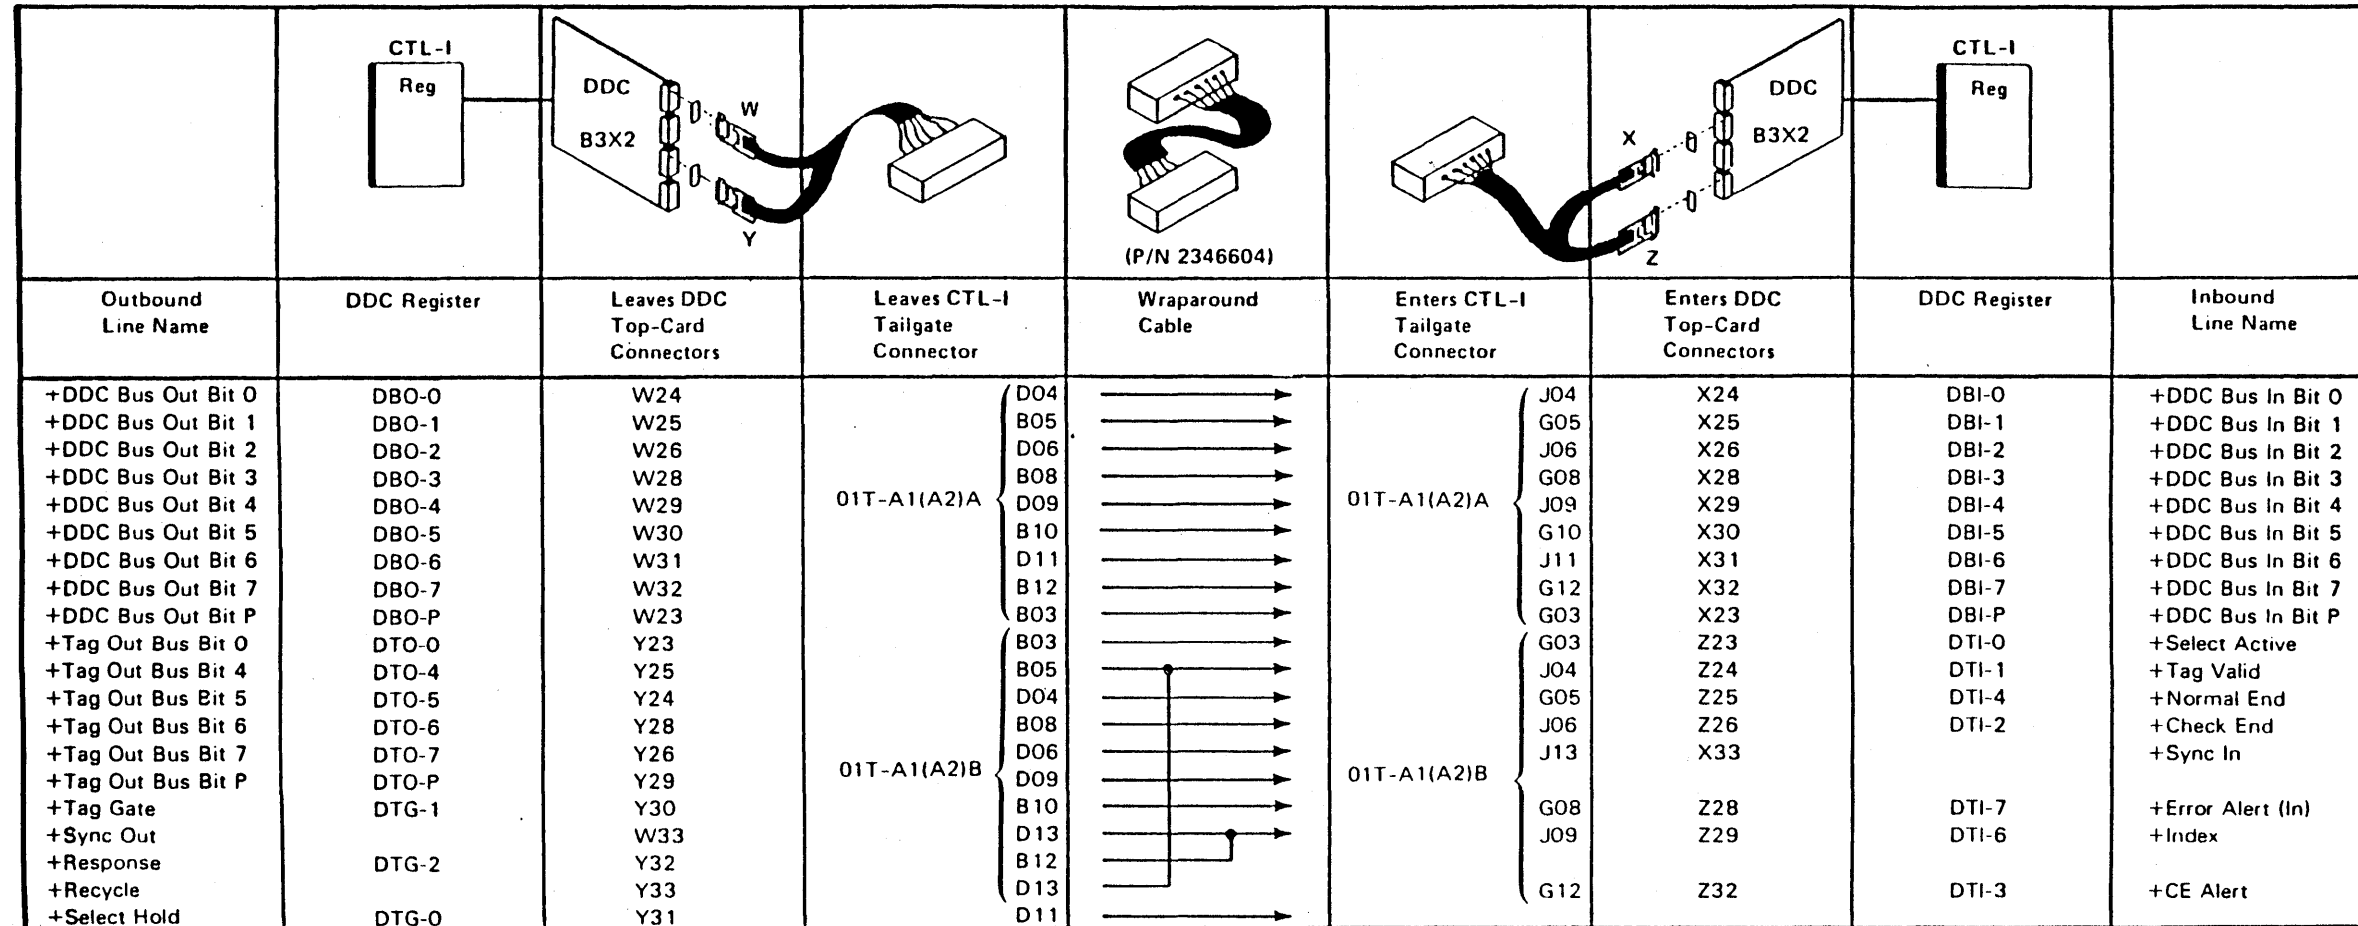 CTL-I
Reg
DDC
B3X2
W
Y
(P/N 2346604)
X
Z
DDC
B3X2
CTL-I
Reg
Outbound Line Name | DDC Register | Leaves DDC Top-Card Connectors | Leaves CTL-I Tailgate Connector | Wraparound Cable | Enters CTL-I Tailgate Connector | Enters DDC Top-Card Connectors | DDC Register | Inbound Line Name
+DDC Bus Out Bit 0 DBO-0 W24 D04 J04 X24 DBI-0 +DDC Bus In Bit 0
+DDC Bus Out Bit 1 DBO-1 W25 B05 G05 X25 DBI-1 +DDC Bus In Bit 1
+DDC Bus Out Bit 2 DBO-2 W26 D06 J06 X26 DBI-2 +DDC Bus In Bit 2
+DDC Bus Out Bit 3 DBO-3 W28 B08 G08 X28 DBI-3 +DDC Bus In Bit 3
+DDC Bus Out Bit 4 DBO-4 W29 01T-A1(A2)A D09 01T-A1(A2)A J09 X29 DBI-4 +DDC Bus In Bit 4
+DDC Bus Out Bit 5 DBO-5 W30 B10 G10 X30 DBI-5 +DDC Bus In Bit 5
+DDC Bus Out Bit 6 DBO-6 W31 D11 J11 X31 DBI-6 +DDC Bus In Bit 6
+DDC Bus Out Bit 7 DBO-7 W32 B12 G12 X32 DBI-7 +DDC Bus In Bit 7
+DDC Bus Out Bit P DBO-P W23 B03 G03 X23 DBI-P +DDC Bus In Bit P
+Tag Out Bus Bit 0 DTO-0 Y23 B03 G03 Z23 DTI-0 +Select Active
+Tag Out Bus Bit 4 DTO-4 Y25 B05 J04 Z24 DTI-1 +Tag Valid
+Tag Out Bus Bit 5 DTO-5 Y24 D04 G05 Z25 DTI-4 +Normal End
+Tag Out Bus Bit 6 DTO-6 Y28 B08 J06 Z26 DTI-2 +Check End
+Tag Out Bus Bit 7 DTO-7 Y26 D06 J13 X33 +Sync In
+Tag Out Bus Bit P DTO-P Y29 01T-A1(A2)B D09 01T-A1(A2)B
+Tag Gate DTG-1 Y30 B10 G08 Z28 DTI-7 +Error Alert (In)
+Sync Out W33 D13 J09 Z29 DTI-6 +Index
+Response DTG-2 Y32 B12
+Recycle Y33 D13 G12 Z32 DTI-3 +CE Alert
+Select Hold DTG-0 Y31 D11